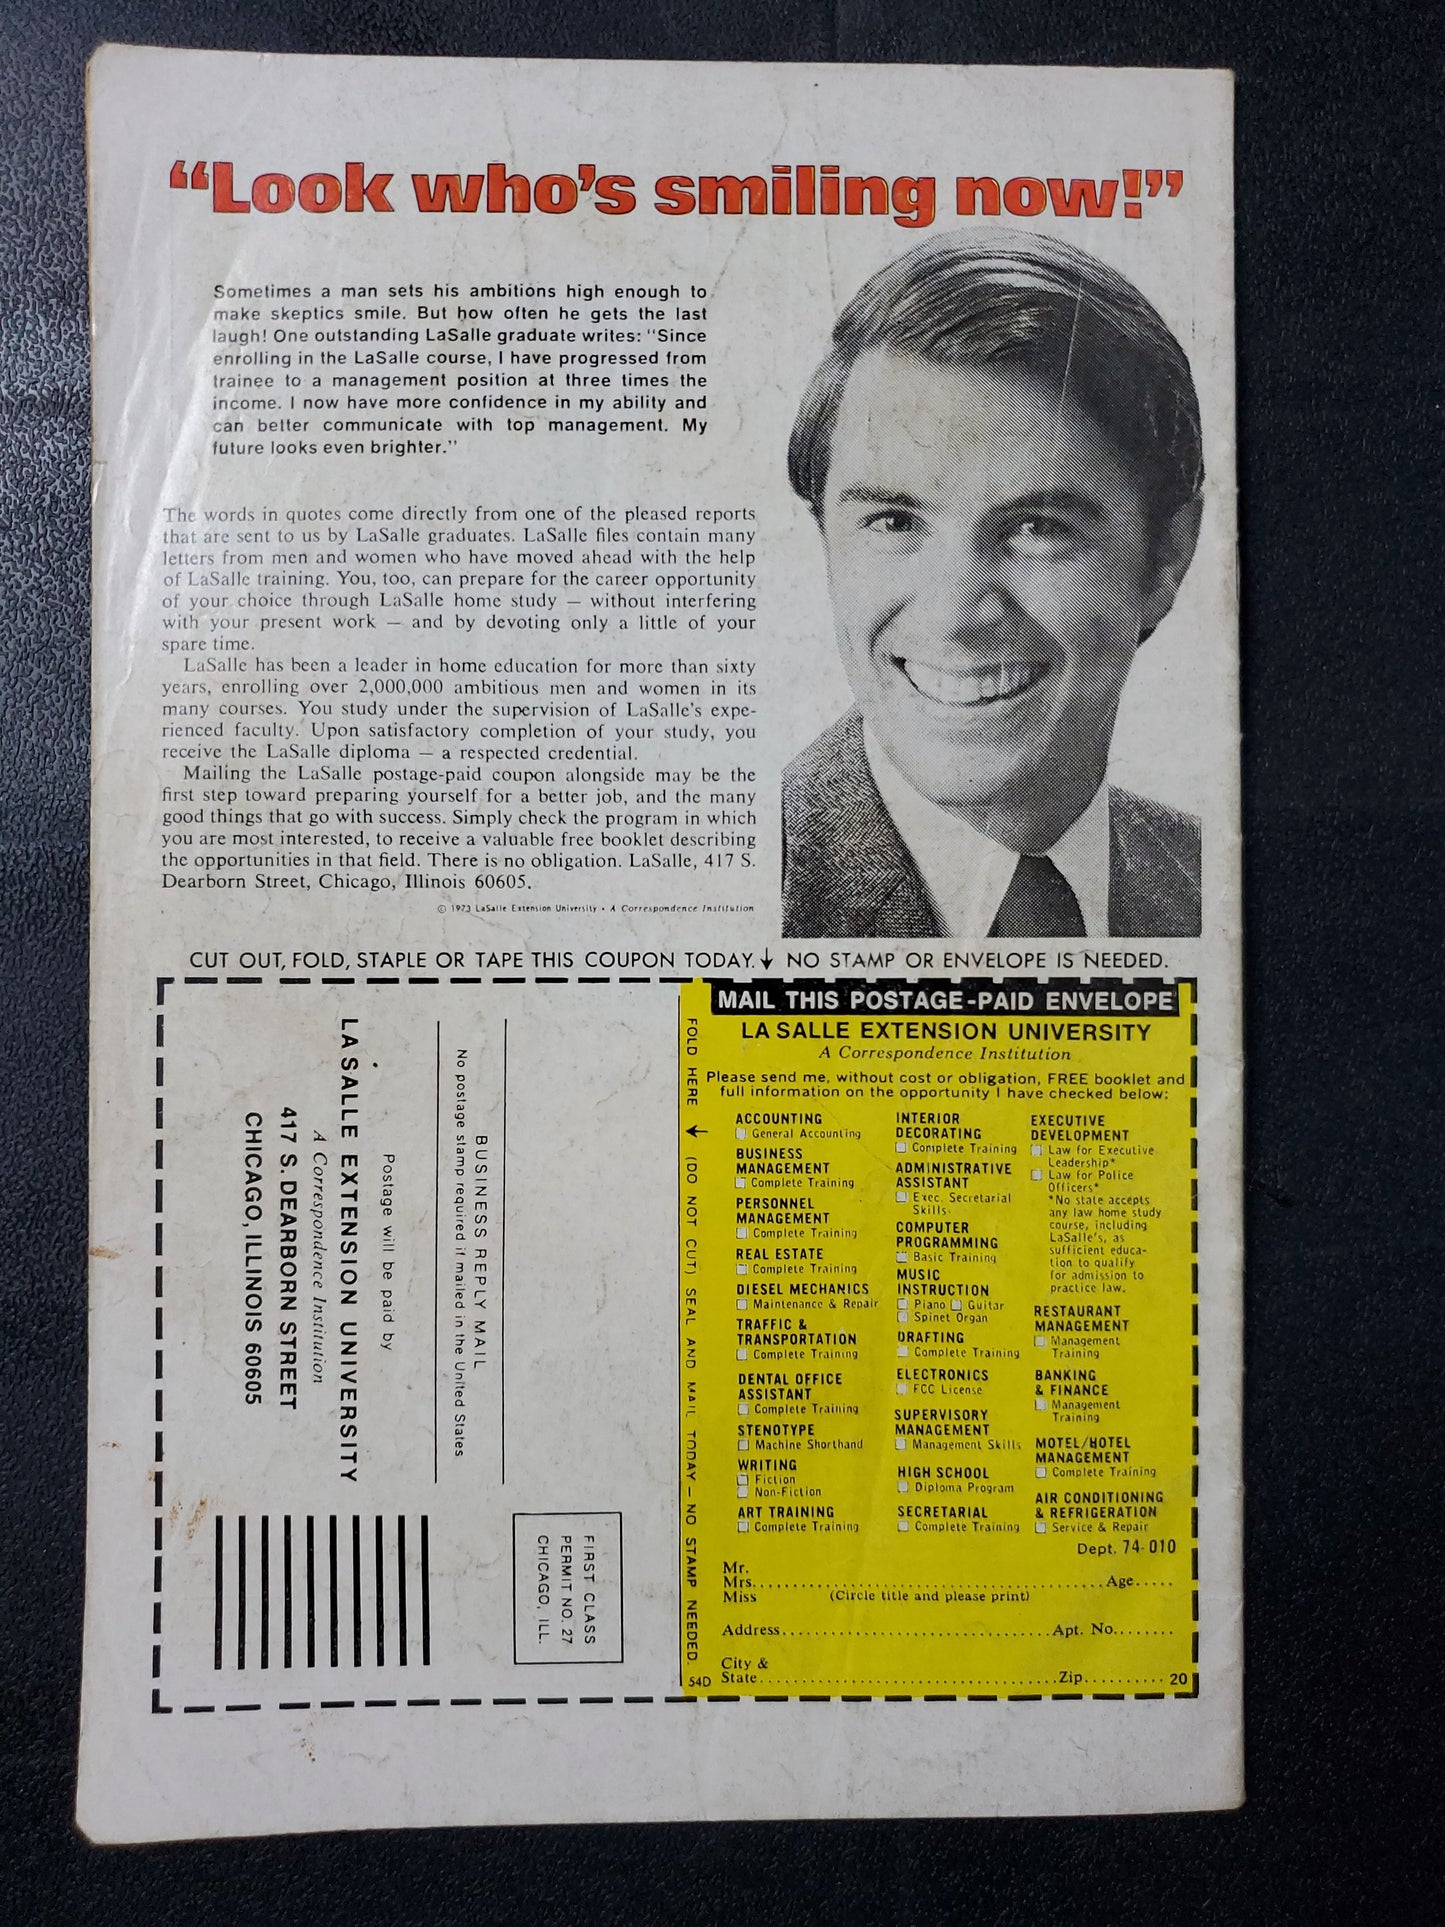 “Look who’s smiling now!”
Sometimes a man sets his ambitions high enough to
make skeptics smile. But how often he gets the last
laugh! One outstanding LaSalle graduate writes: “Since
enrolling in the LaSalle course, I have progressed from
trainee to a management position at three times the
income. I now have more confidence in my ability and
can better communicate with top management. My
future looks even brighter.”
The words in quotes come directly from one of the pleased reports
that are sent to us by LaSalle graduates. LaSalle files contain many
letters from men and women who have moved ahead with the help
of LaSalle training. You, too, can prepare for the career opportunity
of your choice through LaSalle home study — without interfering
with your present work — and by devoting only a little of your
spare time.
LaSalle has been a leader in home education for more than sixty
years, enrolling over 2,000,000 ambitious men and women in its
many courses. You study under the supervision of LaSalle's expe-
rienced faculty. Upon satisfactory completion of your study, you
receive the LaSalle diploma — a respected credential.
Mailing the LaSalle postage-paid coupon alongside may be the
first step toward preparing yourself for a better job, and the many
good things that go with success. Simply check the program in which
you are most interested, to receive a valuable free booklet describing
the opportunities in that field. There is no obligation. LaSalle, 417 S.
Dearborn Street, Chicago, Illinois 60605.
© 1973 LaSalle Extension University • A Correspondence Institution
CUT OUT, FOLD, STAPLE OR TAPE THIS COUPON TODAY. ↓ NO STAMP OR ENVELOPE IS NEEDED.
FIRST CLASS
PERMIT NO. 27
CHICAGO, ILL.
BUSINESS REPLY MAIL
No postage stamp required if mailed in the United States
Postage will be paid by
LA SALLE EXTENSION UNIVERSITY
A Correspondence Institution
417 S. DEARBORN STREET
CHICAGO, ILLINOIS 60605
FOLD HERE ↓ (DO NOT CUT) SEAL AND MAIL TODAY — NO STAMP NEEDED.
MAIL THIS POSTAGE-PAID ENVELOPE
LA SALLE EXTENSION UNIVERSITY
A Correspondence Institution
Please send me, without cost or obligation, FREE booklet and
full information on the opportunity I have checked below:
ACCOUNTING
☐ General Accounting
BUSINESS
MANAGEMENT
☐ Complete Training
PERSONNEL
MANAGEMENT
☐ Complete Training
REAL ESTATE
☐ Complete Training
DIESEL MECHANICS
☐ Maintenance & Repair
TRAFFIC &
TRANSPORTATION
☐ Complete Training
DENTAL OFFICE
ASSISTANT
☐ Complete Training
STENOTYPE
☐ Machine Shorthand
WRITING
☐ Fiction
☐ Non-Fiction
ART TRAINING
☐ Complete Training
INTERIOR
DECORATING
☐ Complete Training
ADMINISTRATIVE
ASSISTANT
☐ Exec. Secretarial
Skills
COMPUTER
PROGRAMMING
☐ Basic Training
MUSIC
INSTRUCTION
☐ Piano ☐ Guitar
☐ Spinet Organ
DRAFTING
☐ Complete Training
ELECTRONICS
☐ FCC License
SUPERVISORY
MANAGEMENT
☐ Management Skills
HIGH SCHOOL
☐ Diploma Program
SECRETARIAL
☐ Complete Training
EXECUTIVE
DEVELOPMENT
☐ Law for Executive
Leadership*
☐ Law for Police
Officers*
*No state accepts
any law home study
course, including
LaSalle's, as
sufficient educa-
tion to qualify
for admission to
practice law.
RESTAURANT
MANAGEMENT
☐ Management
Training
BANKING
& FINANCE
☐ Management
Training
MOTEL/HOTEL
MANAGEMENT
☐ Complete Training
AIR CONDITIONING
& REFRIGERATION
☐ Service & Repair
Dept. 74-010
Mr.
Mrs. Age
Miss (Circle title and please print)
Address Apt. No.
City &
54D State Zip 20